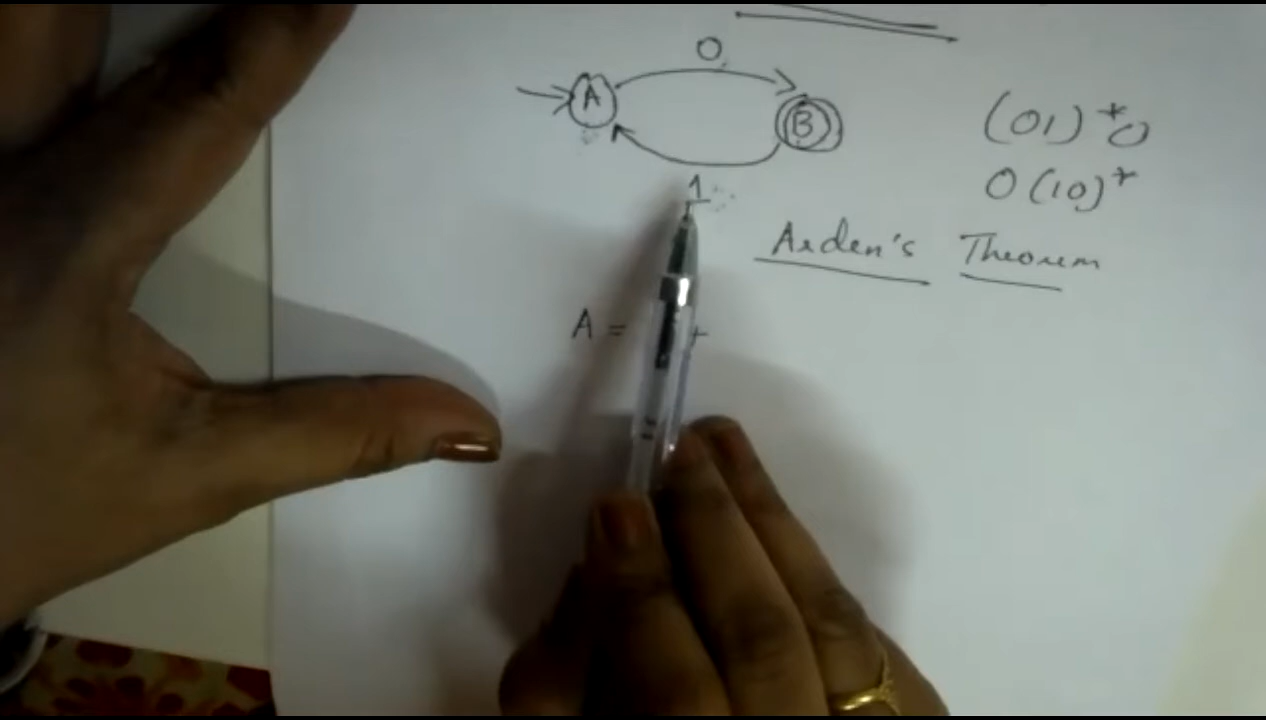 0
A
B
(01)*0
1
0(10)*
Arden's Theorem
A = +